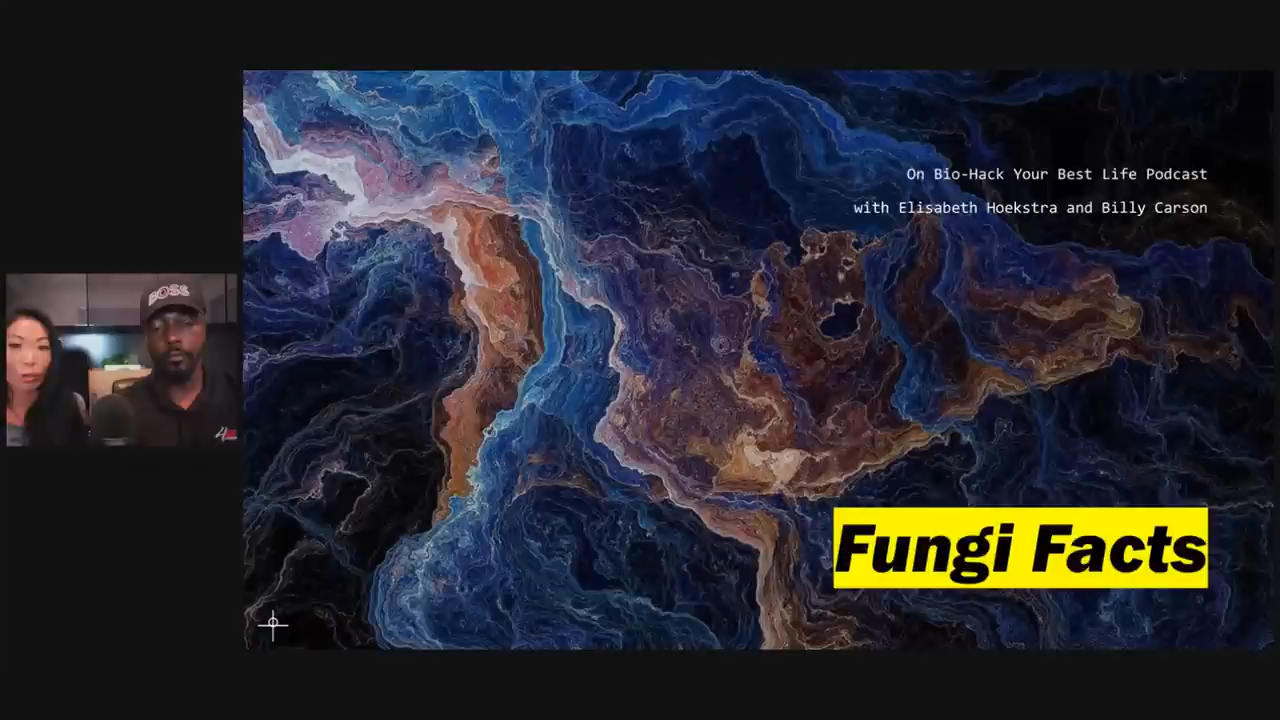 On Bio-Hack Your Best Life Podcast
with Elisabeth Hoekstra and Billy Carson
BOSS
Fungi Facts